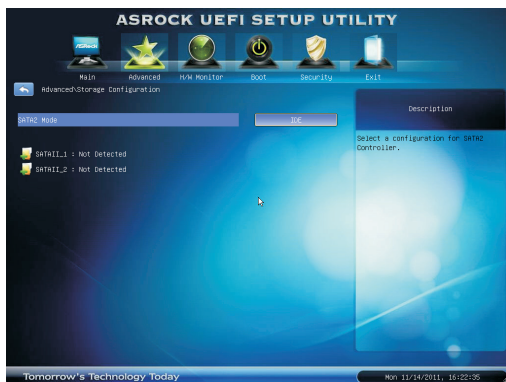 ASROCK UEFI SETUP UTILITY
ASRock
Main Advanced H/W Monitor Boot Security Exit
Advanced\Storage Configuration
Description
SATA2 Mode IDE
Select a configuration for SATA2
Controller.
SATAII_1 : Not Detected
SATAII_2 : Not Detected
Tomorrow's Technology Today
Mon 11/14/2011, 16:22:35